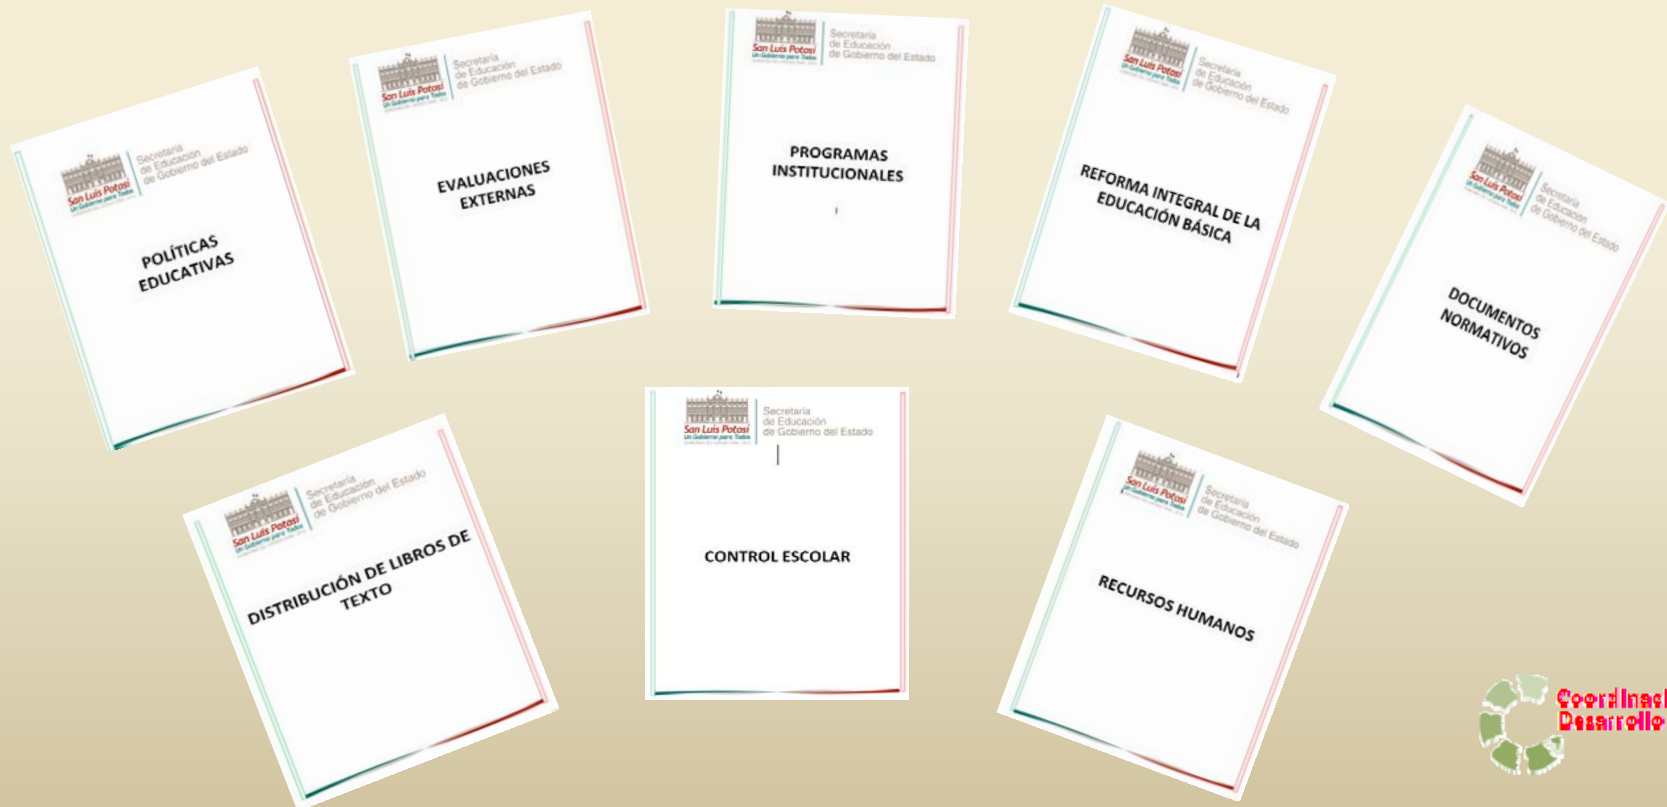 Secretaría
de Educación
de Gobierno del Estado
San Luis Potosí
Un Gobierno para Todos
POLÍTICAS
EDUCATIVAS
Secretaría
de Educación
de Gobierno del Estado
San Luis Potosí
Un Gobierno para Todos
EVALUACIONES
EXTERNAS
Secretaría
de Educación
de Gobierno del Estado
San Luis Potosí
Un Gobierno para Todos
PROGRAMAS
INSTITUCIONALES
Secretaría
de Educación
de Gobierno del Estado
San Luis Potosí
Un Gobierno para Todos
REFORMA INTEGRAL DE LA
EDUCACIÓN BÁSICA
Secretaría
de Educación
de Gobierno del Estado
San Luis Potosí
Un Gobierno para Todos
DOCUMENTOS
NORMATIVOS
Secretaría
de Educación
de Gobierno del Estado
San Luis Potosí
Un Gobierno para Todos
DISTRIBUCIÓN DE LIBROS DE
TEXTO
Secretaría
de Educación
de Gobierno del Estado
San Luis Potosí
Un Gobierno para Todos
CONTROL ESCOLAR
Secretaría
de Educación
de Gobierno del Estado
San Luis Potosí
Un Gobierno para Todos
RECURSOS HUMANOS
Coordinaci
Desarrollo